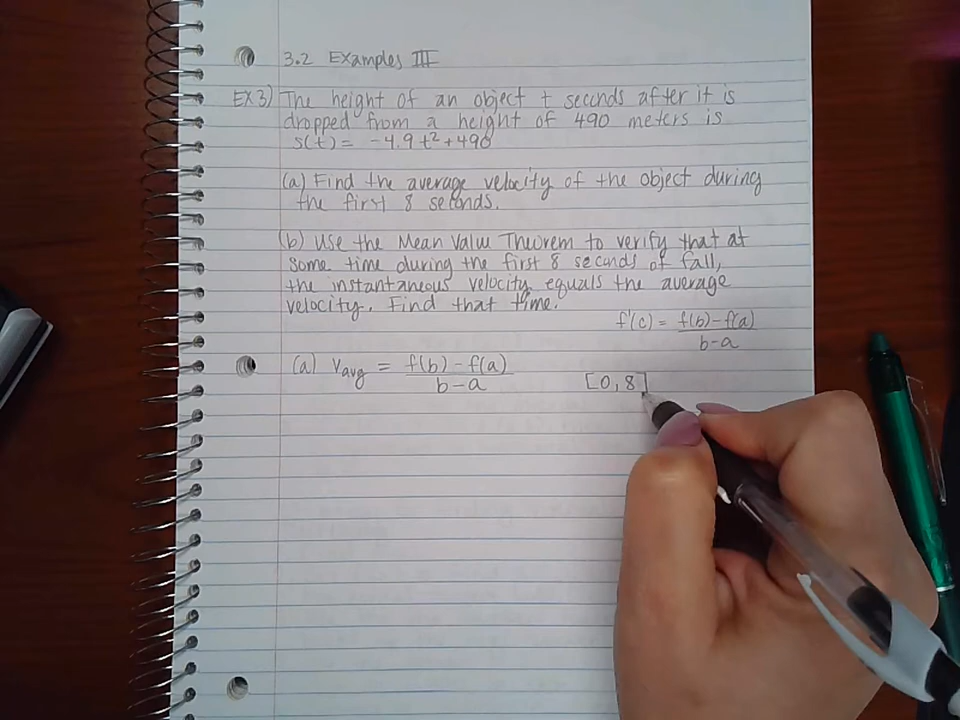 3.2 Examples III
EX 3) The height of an object t seconds after it is
dropped from a height of 490 meters is
s(t) = -4.9t²+490
(a) Find the average velocity of the object during
the first 8 seconds.
(b) Use the Mean Value Theorem to verify that at
some time during the first 8 seconds of fall,
the instantaneous velocity equals the average
velocity. Find that time.
f'(c) = f(b)-f(a)
b-a
(a) Vavg = f(b) - f(a)
b-a
[0,8]